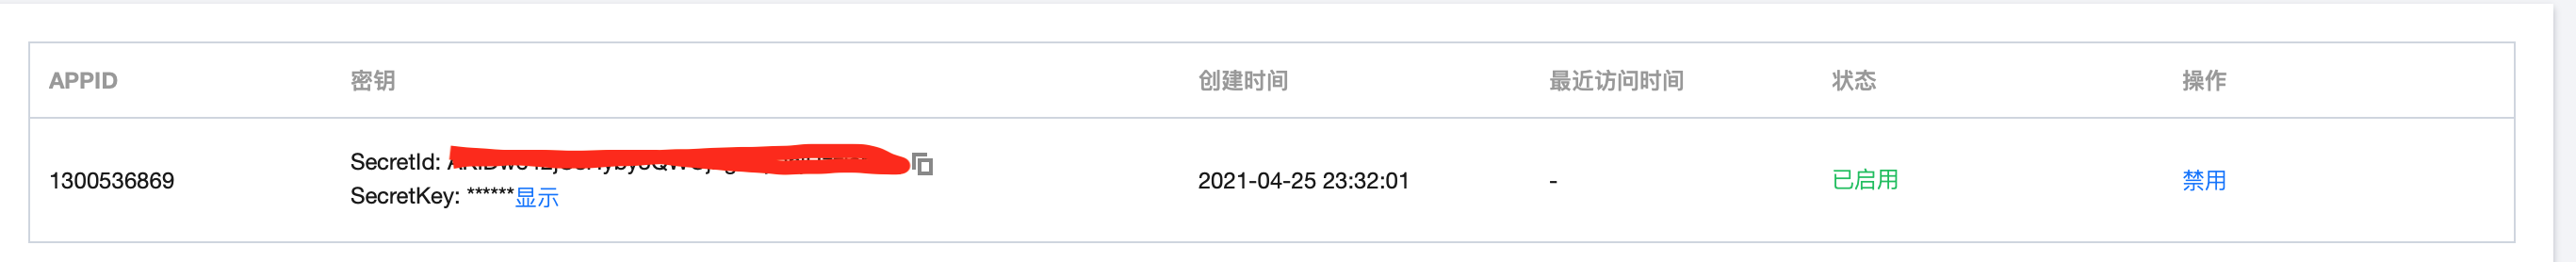 APPID 密钥 创建时间 最近访问时间 状态 操作
SecretId:
1300536869 2021-04-25 23:32:01 - 已启用 禁用
SecretKey: ******显示